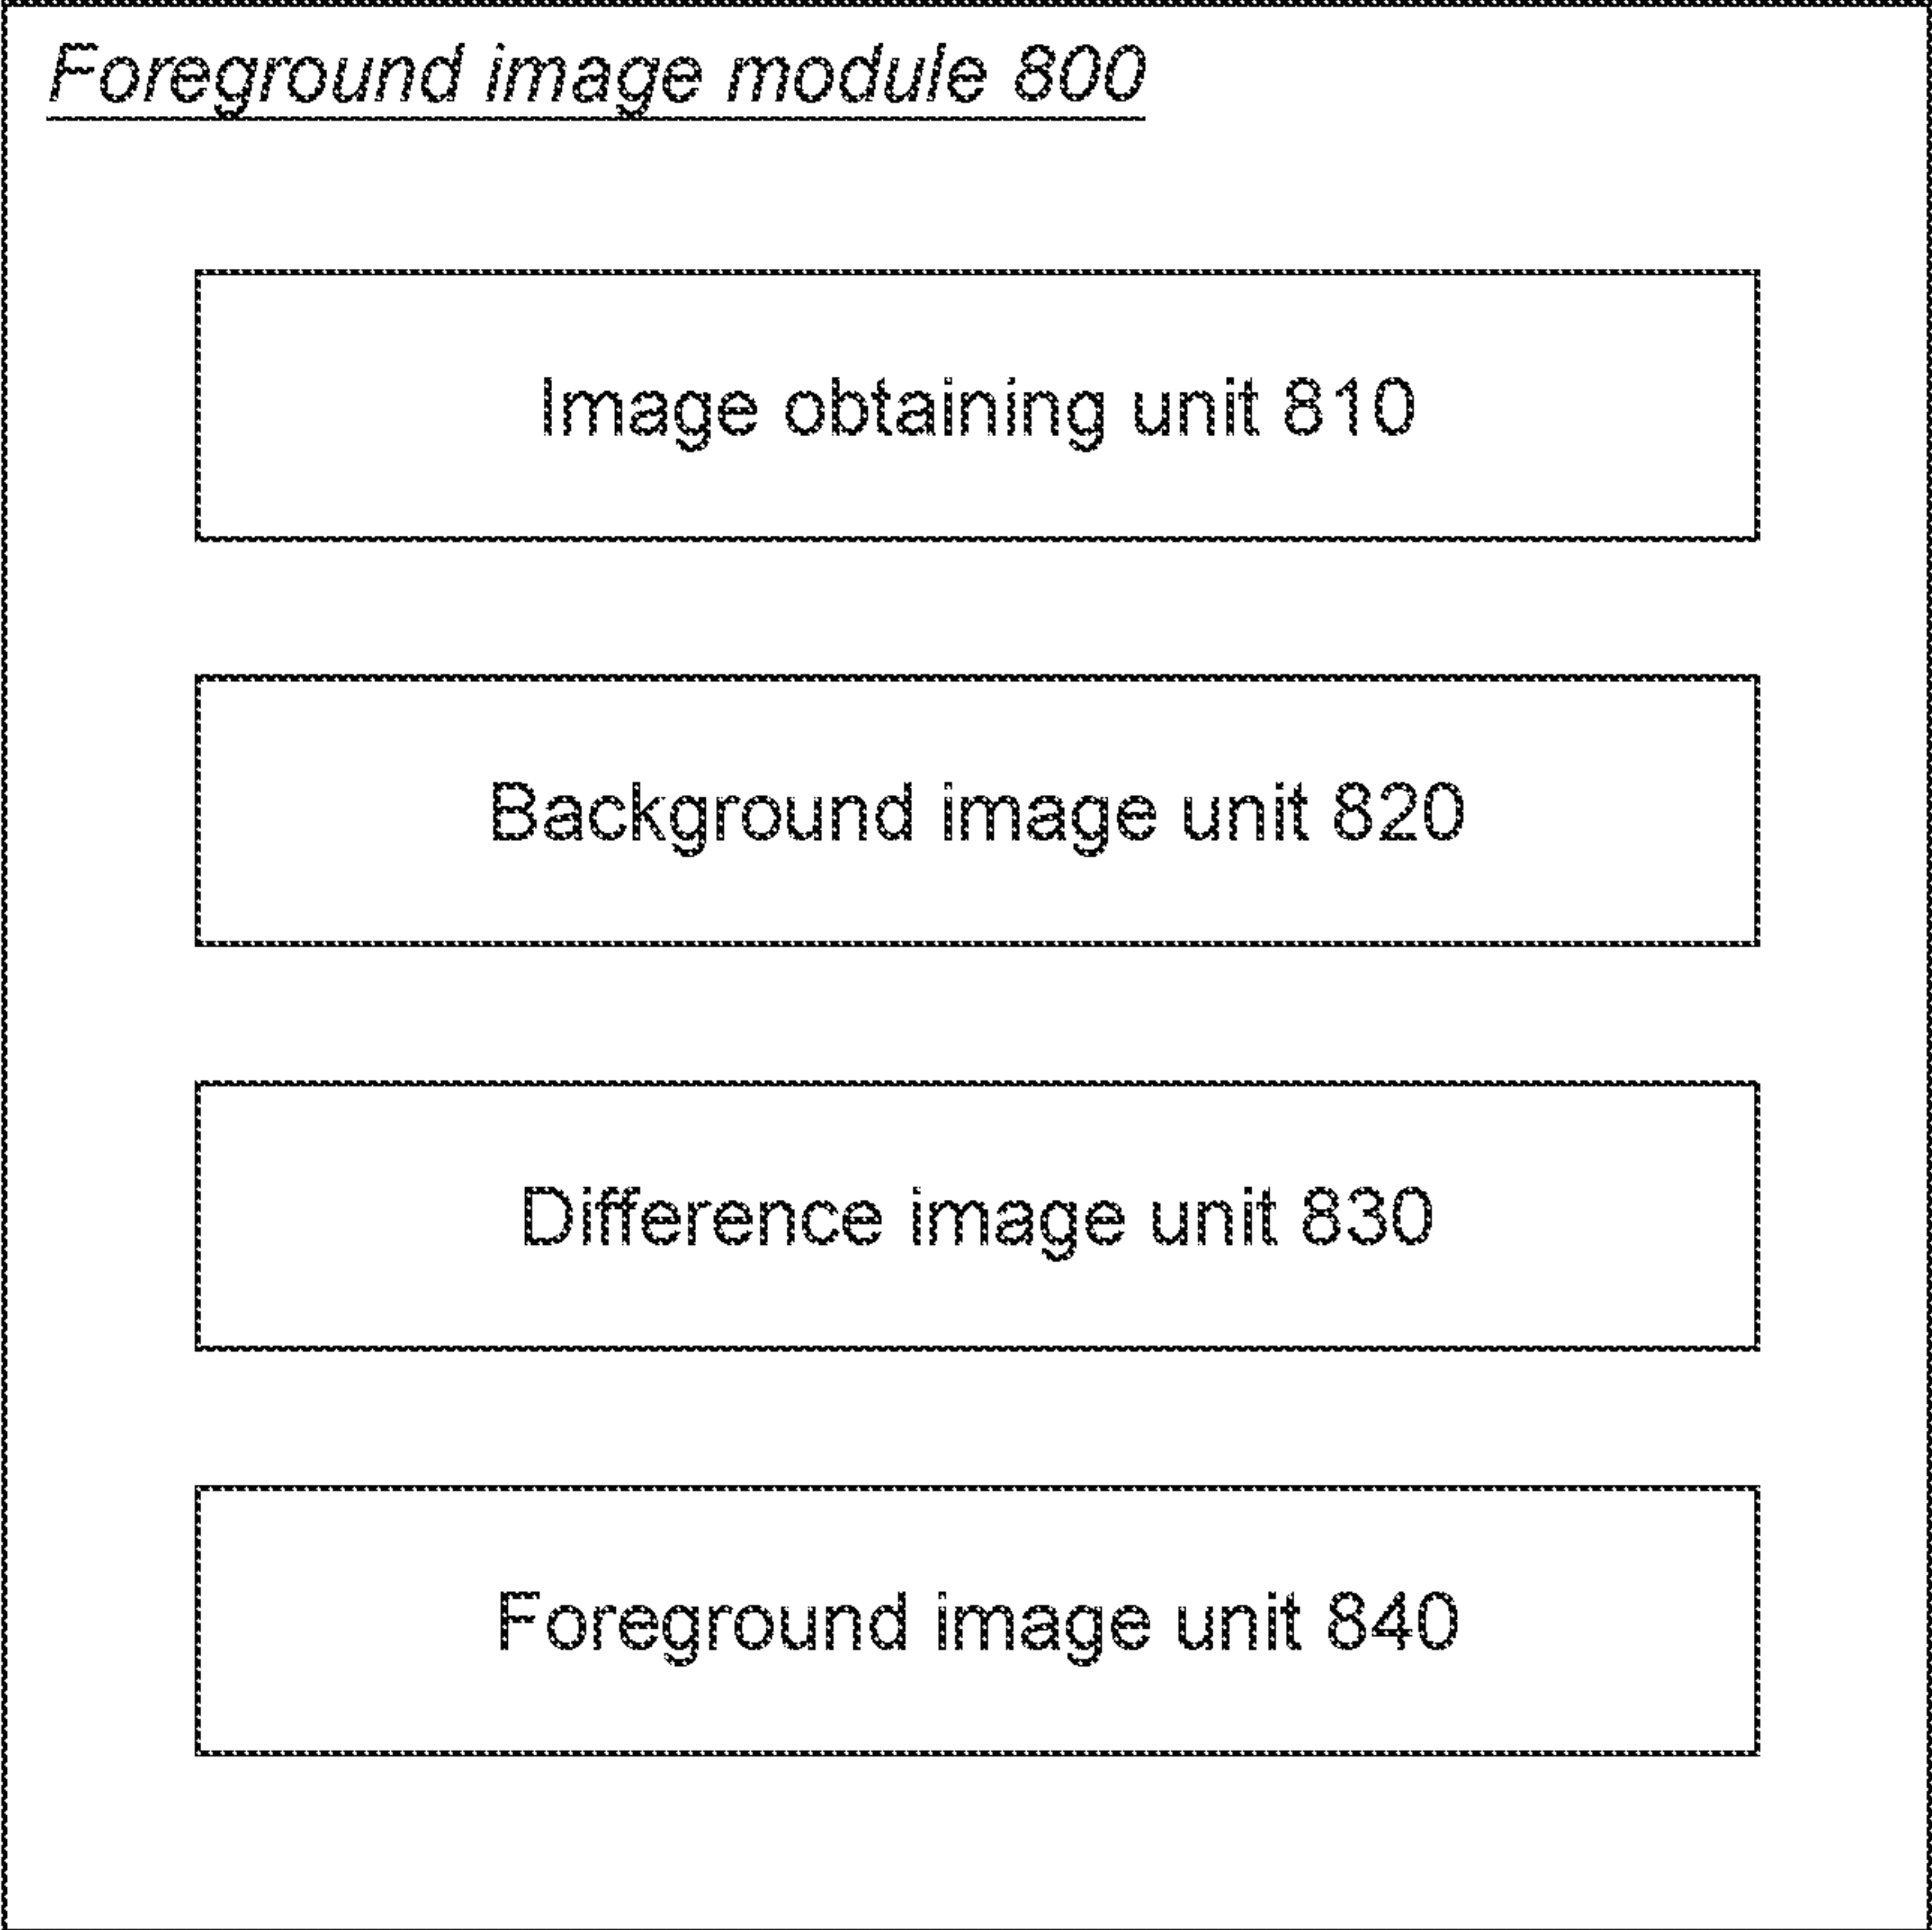 Foreground image module 800
Image obtaining unit 810
Background image unit 820
Difference image unit 830
Foreground image unit 840